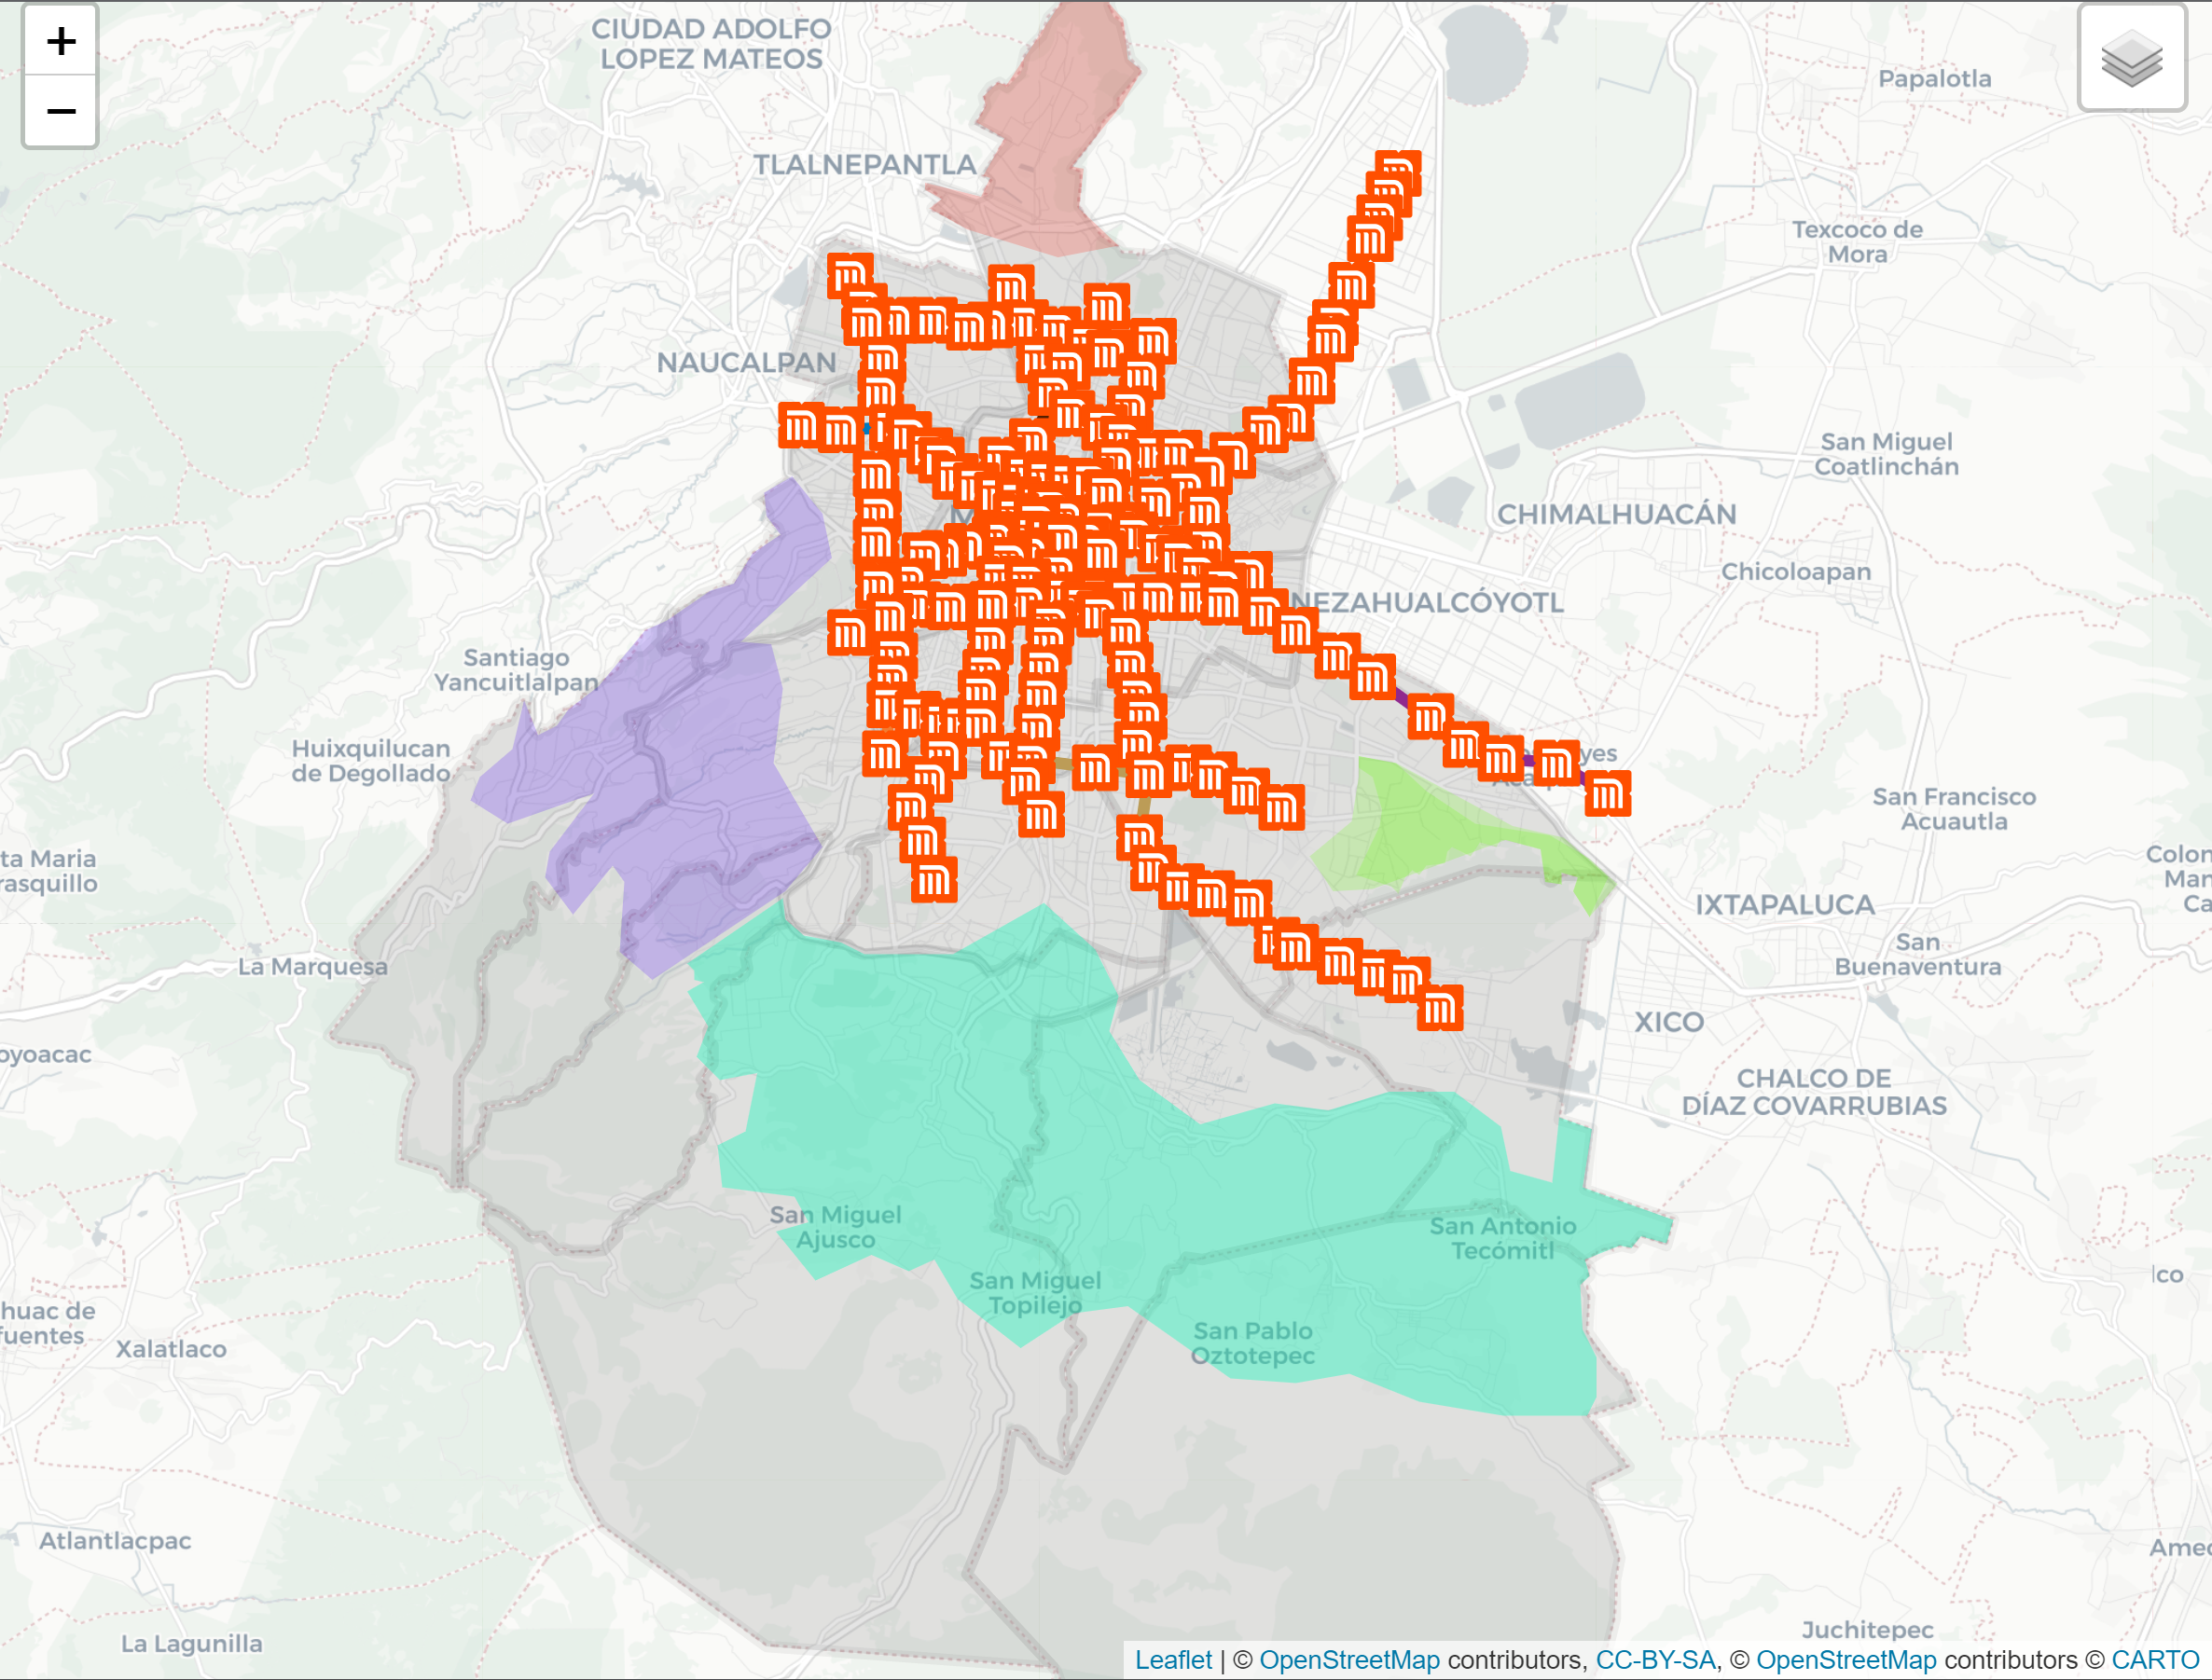 +
−
CIUDAD ADOLFO
LOPEZ MATEOS
Papalotla
TLALNEPANTLA
Texcoco de
Mora
NAUCALPAN
San Miguel
Coatlinchán
CHIMALHUACÁN
Chicoloapan
NEZAHUALCÓYOTL
Santiago
Yancuitlalpan
Huixquilucan
de Degollado
yes
San Francisco
Acuautla
ta Maria
rasquillo
Colon
Man
Ca
IXTAPALUCA
San
Buenaventura
La Marquesa
XICO
oyoacac
CHALCO DE
DÍAZ COVARRUBIAS
San Miguel
Ajusco
San Antonio
Tecómitl
San Miguel
Topilejo
ico
huac de
fuentes
San Pablo
Oztotepec
Xalatlaco
Atlantlacpac
Amec
La Lagunilla
Juchitepec
Leaflet | © OpenStreetMap contributors, CC-BY-SA, © OpenStreetMap contributors © CARTO